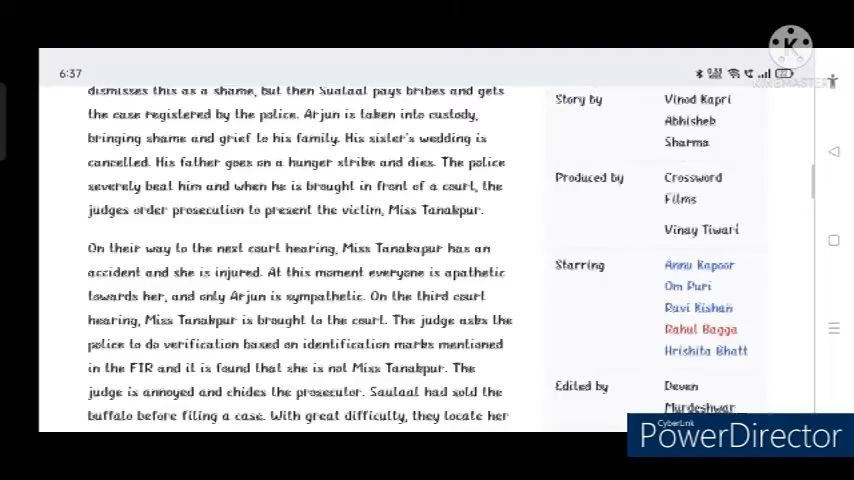 6:37
KINEMASTER
dismisses this as a shame, but then Sualaal pays bribes and gets
the case registered by the police. Arjun is taken into custody,
bringing shame and grief to his family. His sister's wedding is
cancelled. His father goes on a hunger strike and dies. The police
severely beat him and when he is brought in front of a court, the
judges order prosecution to present the victim, Miss Tanakpur.
On their way to the next court hearing, Miss Tanakapur has an
accident and she is injured. At this moment everyone is apathetic
towards her, and only Arjun is sympathetic. On the third court
hearing, Miss Tanakpur is brought to the court. The judge asks the
police to do verification based on identification marks mentioned
in the FIR and it is found that she is not Miss Tanakpur. The
judge is annoyed and chides the prosecutor. Saulaal had sold the
buffalo before filing a case. With great difficulty, they locate her
Story by
Vinod Kapri
Abhisheb
Sharma
Produced by
Crossword
Films
Vinay Tiwari
Starring
Annu Kapoor
Om Puri
Ravi Kishan
Rahul Bagga
Hrishita Bhatt
Edited by
Deven
Murdeshwar
CyberLink
PowerDirector